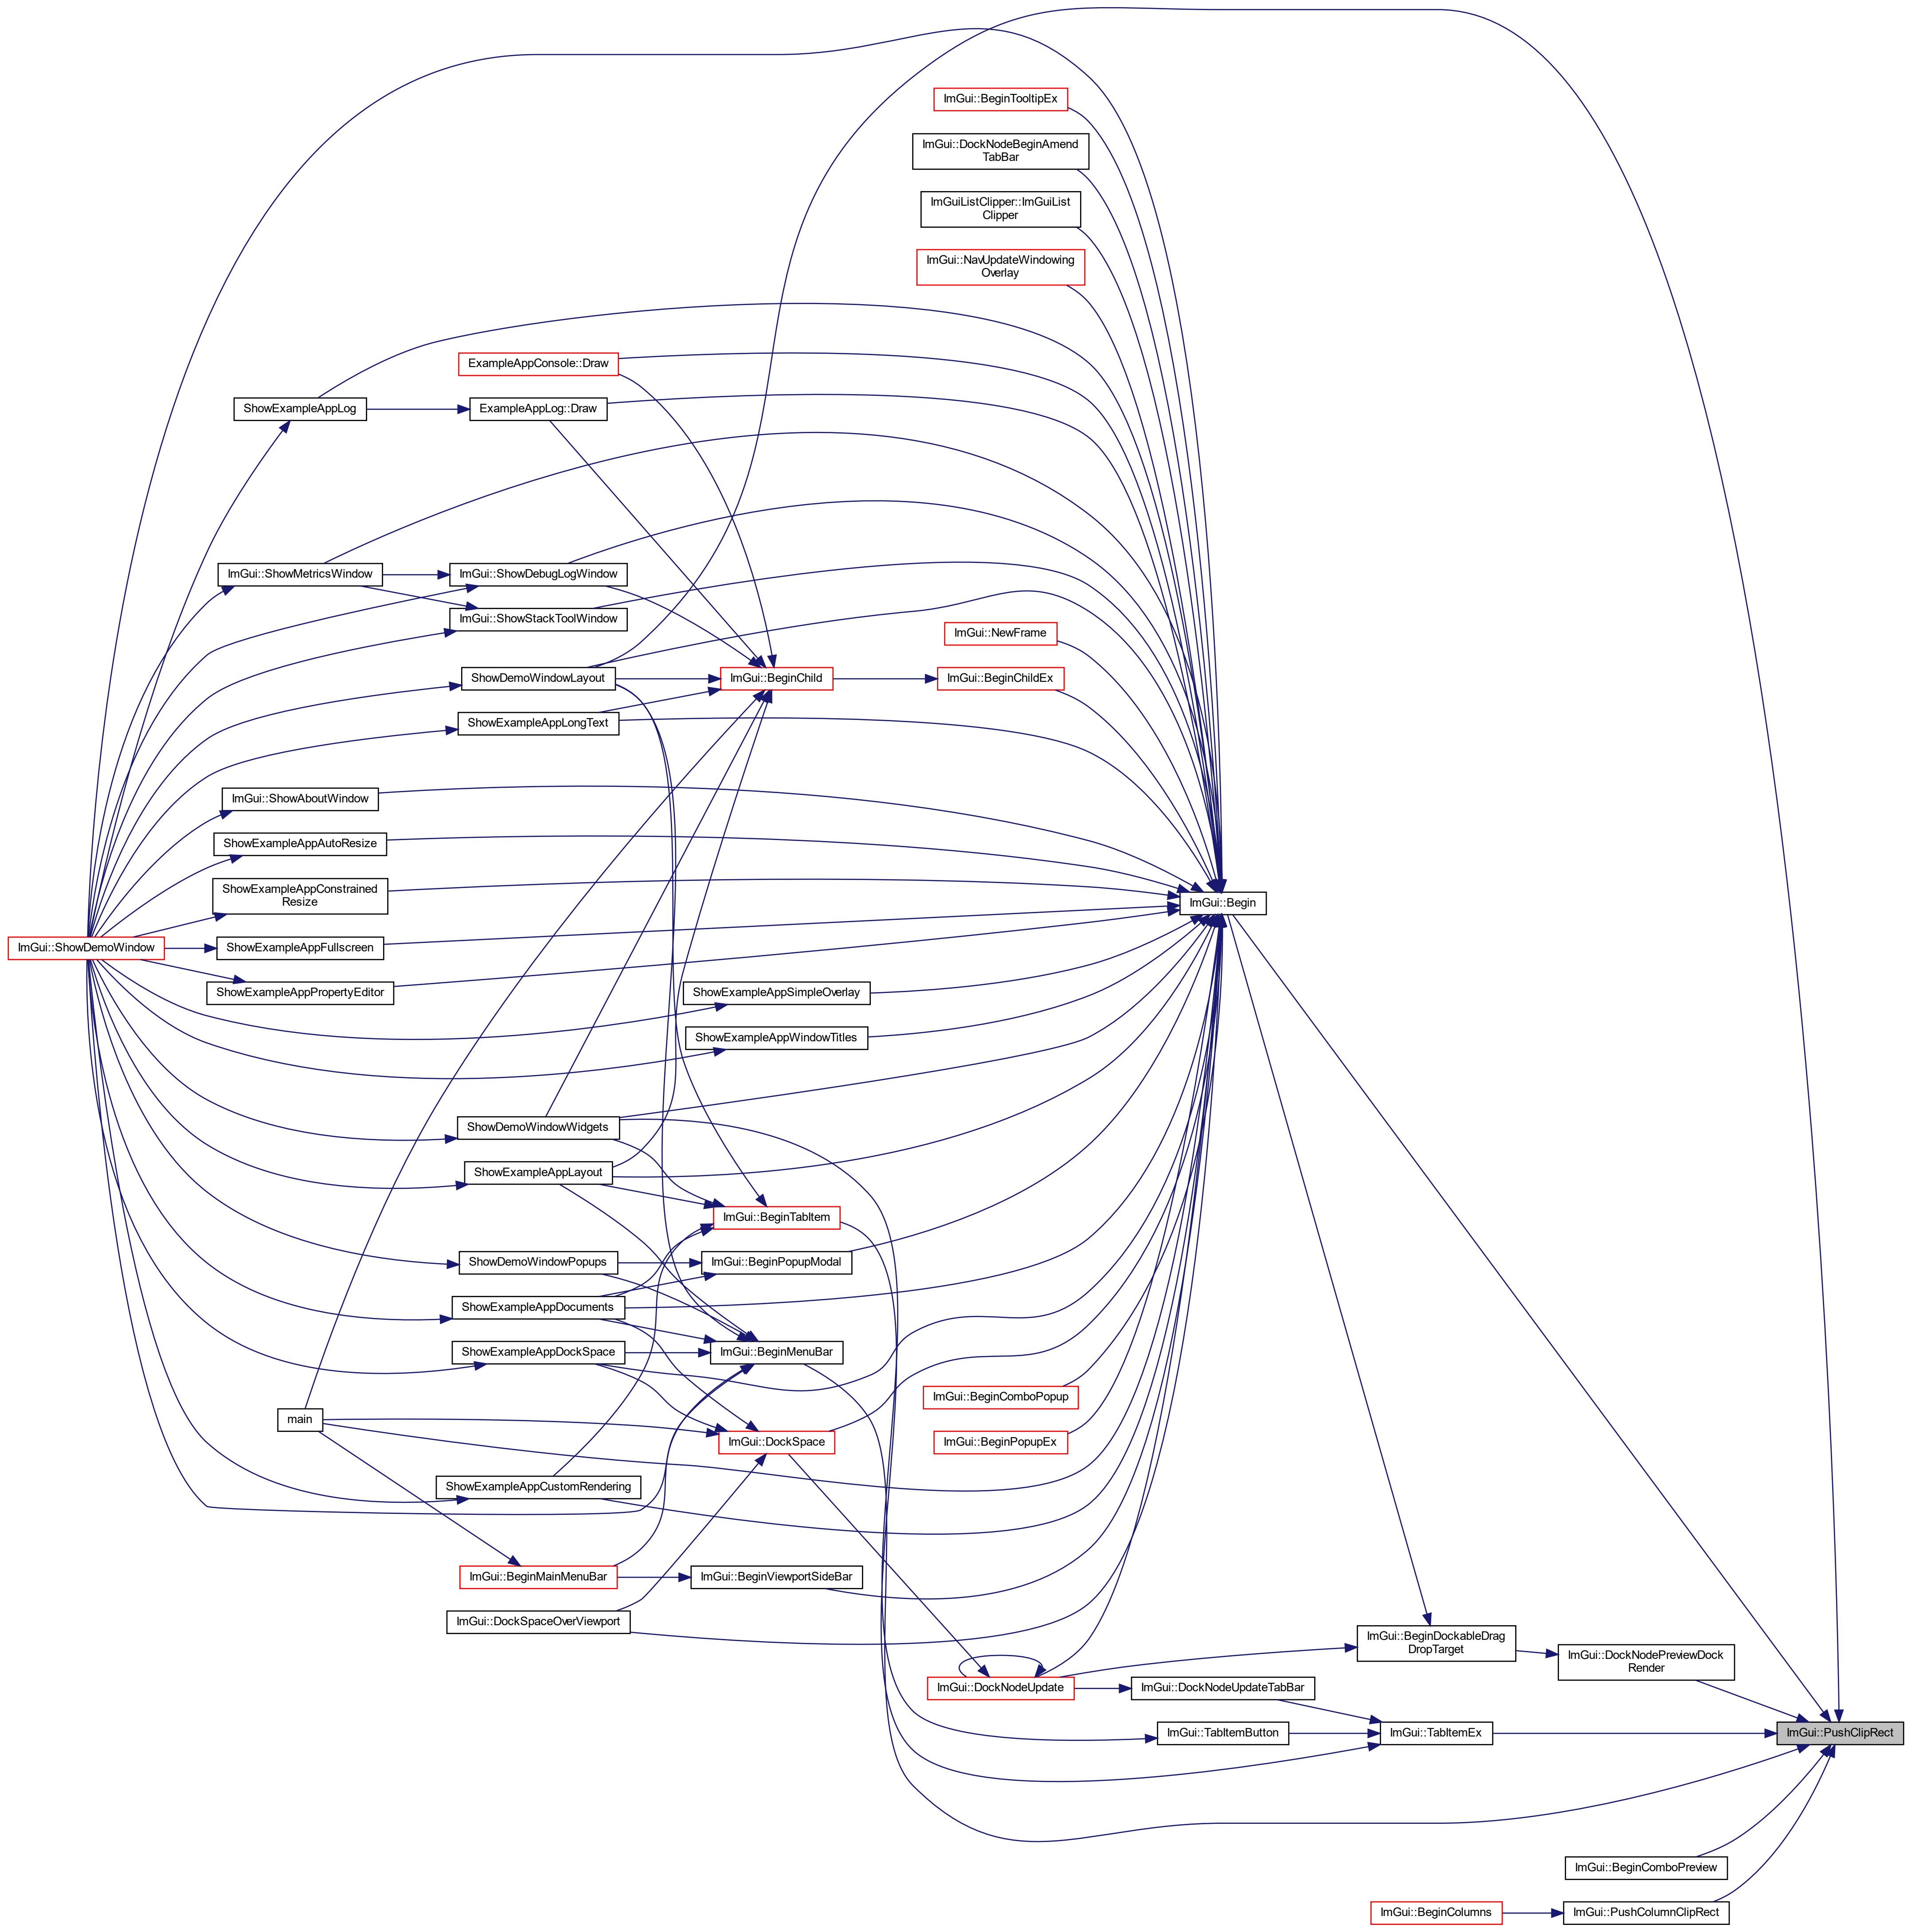 ImGui::BeginTooltipEx
ImGui::DockNodeBeginAmend
TabBar
ImGuiListClipper::ImGuiList
Clipper
ImGui::NavUpdateWindowing
Overlay
ExampleAppConsole::Draw
ShowExampleAppLog
ExampleAppLog::Draw
ImGui::ShowMetricsWindow
ImGui::ShowDebugLogWindow
ImGui::ShowStackToolWindow
ImGui::NewFrame
ShowDemoWindowLayout
ImGui::BeginChild
ImGui::BeginChildEx
ShowExampleAppLongText
ImGui::ShowAboutWindow
ShowExampleAppAutoResize
ShowExampleAppConstrained
Resize
ImGui::Begin
ImGui::ShowDemoWindow
ShowExampleAppFullscreen
ShowExampleAppPropertyEditor
ShowExampleAppSimpleOverlay
ShowExampleAppWindowTitles
ShowDemoWindowWidgets
ShowExampleAppLayout
ImGui::BeginTabItem
ShowDemoWindowPopups
ImGui::BeginPopupModal
ShowExampleAppDocuments
ShowExampleAppDockSpace
ImGui::BeginMenuBar
ImGui::BeginComboPopup
main
ImGui::DockSpace
ImGui::BeginPopupEx
ShowExampleAppCustomRendering
ImGui::BeginMainMenuBar
ImGui::BeginViewportSideBar
ImGui::DockSpaceOverViewport
ImGui::BeginDockableDrag
DropTarget
ImGui::DockNodePreviewDock
Render
ImGui::DockNodeUpdate
ImGui::DockNodeUpdateTabBar
ImGui::TabItemButton
ImGui::TabItemEx
ImGui::PushClipRect
ImGui::BeginComboPreview
ImGui::BeginColumns
ImGui::PushColumnClipRect